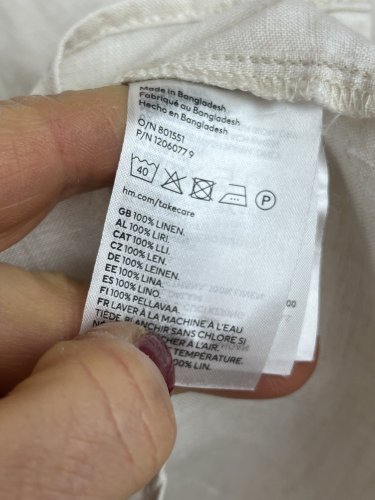 Made in Bangladesh
Fabriqué au Bangladesh
Hecho en Bangladesh
O/N 801551
P/N 1206077 9
40 P
hm.com/takecare
GB 100% LINEN.
AL 100% LIRI.
CAT 100% LLI.
CZ 100% LEN.
DE 100% LEINEN.
EE 100% LINA.
ES 100% LINO.
FI 100% PELLAVAA.
FR LAVER À LA MACHINE À L'EAU
TIÈDE. BLANCHIR SANS CHLORE SI
À L'AIR.
TEMPÉRATURE.
100% LIN.
00